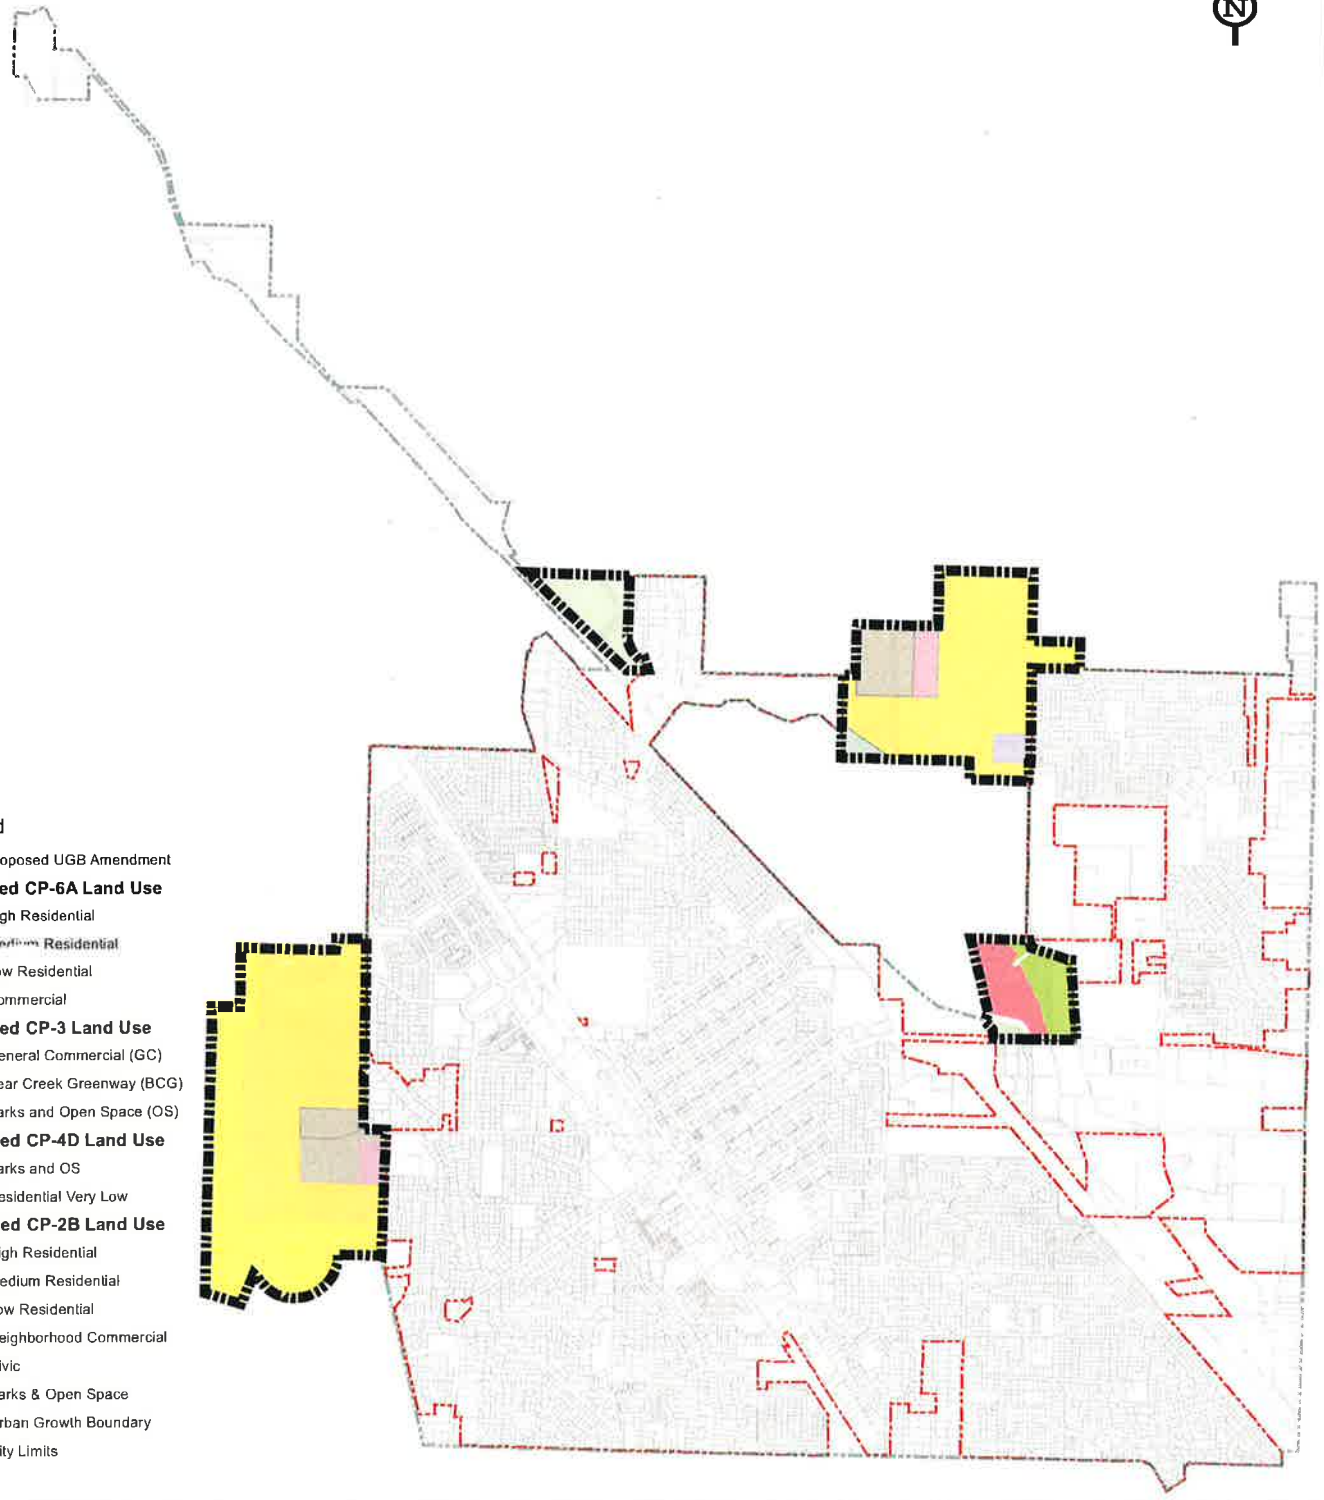 N
d
oposed UGB Amendment
ed CP-6A Land Use
gh Residential
edium Residential
ow Residential
ommercial
ed CP-3 Land Use
eneral Commercial (GC)
ear Creek Greenway (BCG)
arks and Open Space (OS)
ed CP-4D Land Use
arks and OS
esidential Very Low
ed CP-2B Land Use
igh Residential
edium Residential
ow Residential
eighborhood Commercial
ivic
arks & Open Space
rban Growth Boundary
ity Limits